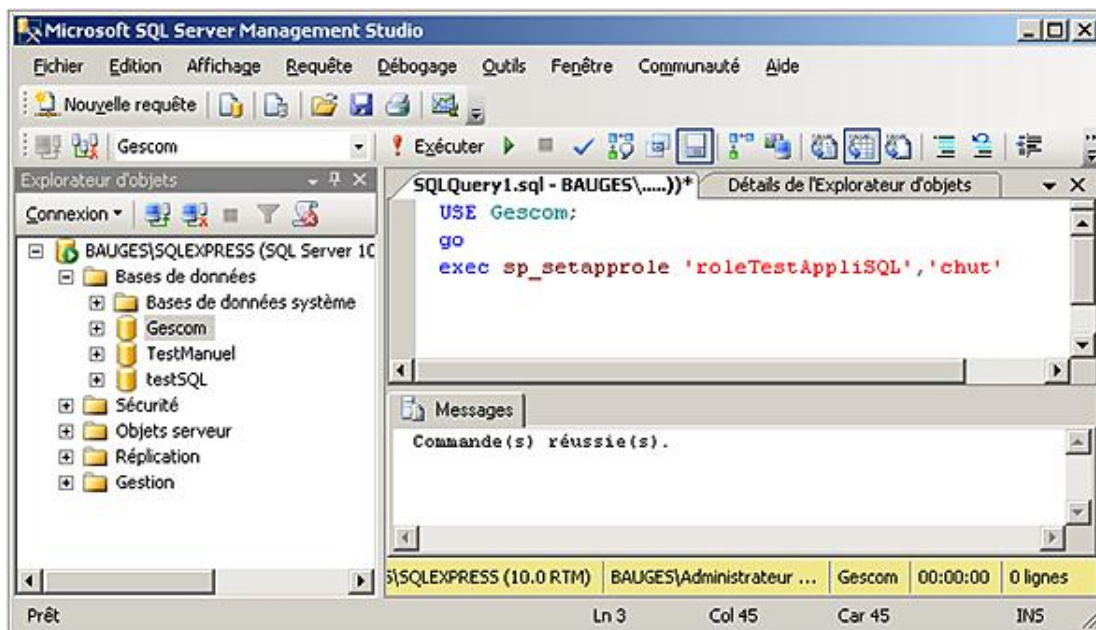 Microsoft SQL Server Management Studio
Fichier Edition Affichage Requête Débogage Outils Fenêtre Communauté Aide
Nouvelle requête
Gescom Exécuter
Explorateur d'objets
Connexion
BAUGES\SQLEXPRESS (SQL Server 10
Bases de données
Bases de données système
Gescom
TestManuel
testSQL
Sécurité
Objets serveur
Réplication
Gestion
SQLQuery1.sql - BAUGES\.....))* Détails de l'Explorateur d'objets
USE Gescom;
go
exec sp_setapprole 'roleTestAppliSQL','chut'
Messages
Commande(s) réussie(s).
\SQLEXPRESS (10.0 RTM) BAUGES\Administrateur ... Gescom 00:00:00 0 lignes
Prêt Ln 3 Col 45 Car 45 INS